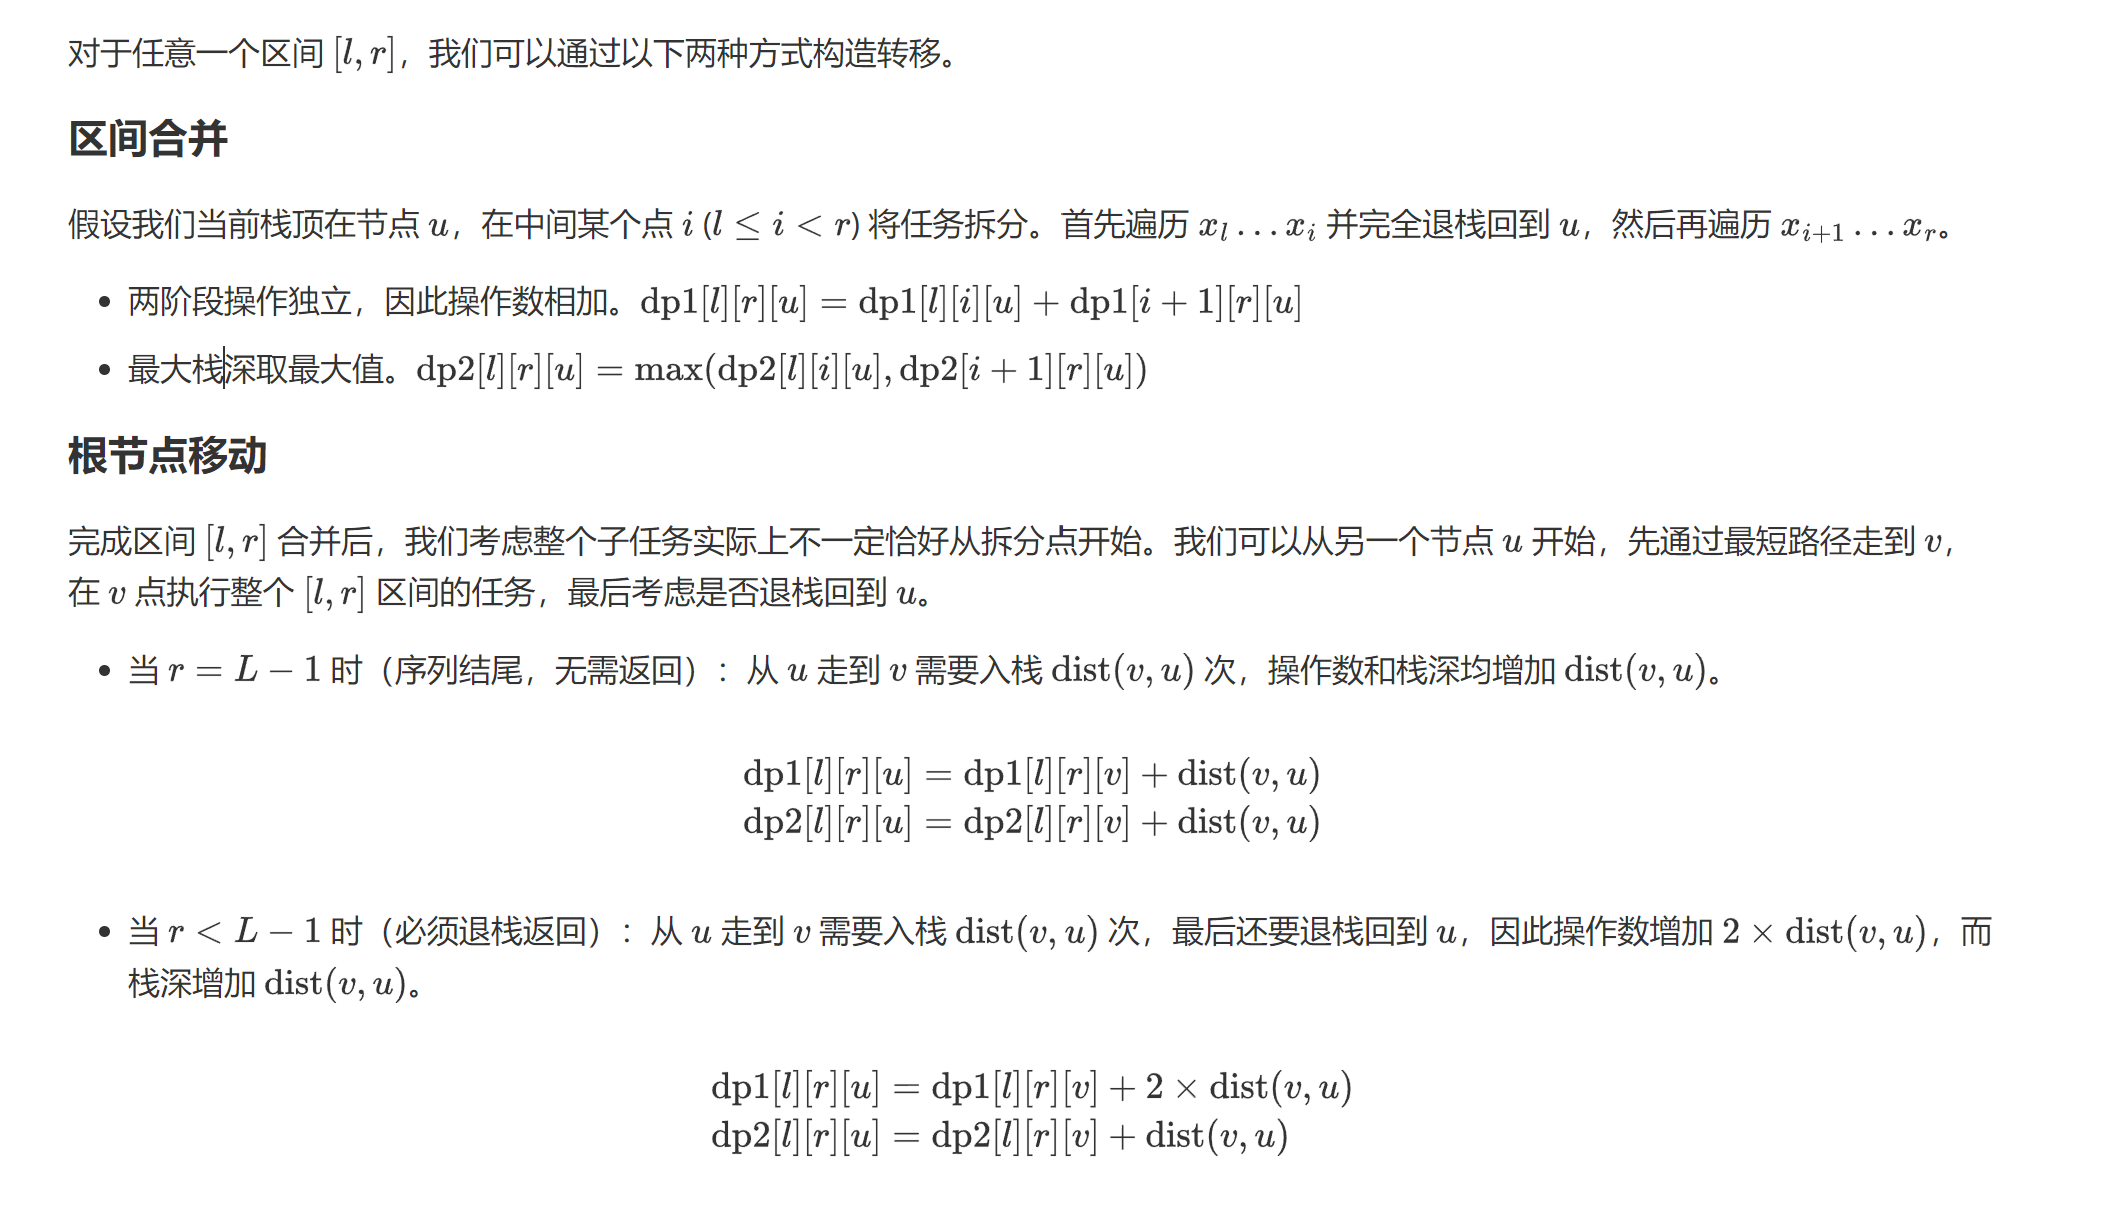 对于任意一个区间 [l, r]，我们可以通过以下两种方式构造转移。
区间合并
假设我们当前栈顶在节点 u，在中间某个点 i (l ≤ i < r) 将任务拆分。首先遍历 x_l … x_i 并完全退栈回到 u，然后再遍历 x_{i+1} … x_r。
• 两阶段操作独立，因此操作数相加。dp1[l][r][u] = dp1[l][i][u] + dp1[i + 1][r][u]
• 最大栈深取最大值。dp2[l][r][u] = max(dp2[l][i][u], dp2[i + 1][r][u])
根节点移动
完成区间 [l, r] 合并后，我们考虑整个子任务实际上不一定恰好从拆分点开始。我们可以从另一个节点 u 开始，先通过最短路径走到 v，
在 v 点执行整个 [l, r] 区间的任务，最后考虑是否退栈回到 u。
• 当 r = L − 1 时（序列结尾，无需返回）：从 u 走到 v 需要入栈 dist(v, u) 次，操作数和栈深均增加 dist(v, u)。
dp1[l][r][u] = dp1[l][r][v] + dist(v, u)
dp2[l][r][u] = dp2[l][r][v] + dist(v, u)
• 当 r < L − 1 时（必须退栈返回）：从 u 走到 v 需要入栈 dist(v, u) 次，最后还要退栈回到 u，因此操作数增加 2 × dist(v, u)，而
栈深增加 dist(v, u)。
dp1[l][r][u] = dp1[l][r][v] + 2 × dist(v, u)
dp2[l][r][u] = dp2[l][r][v] + dist(v, u)